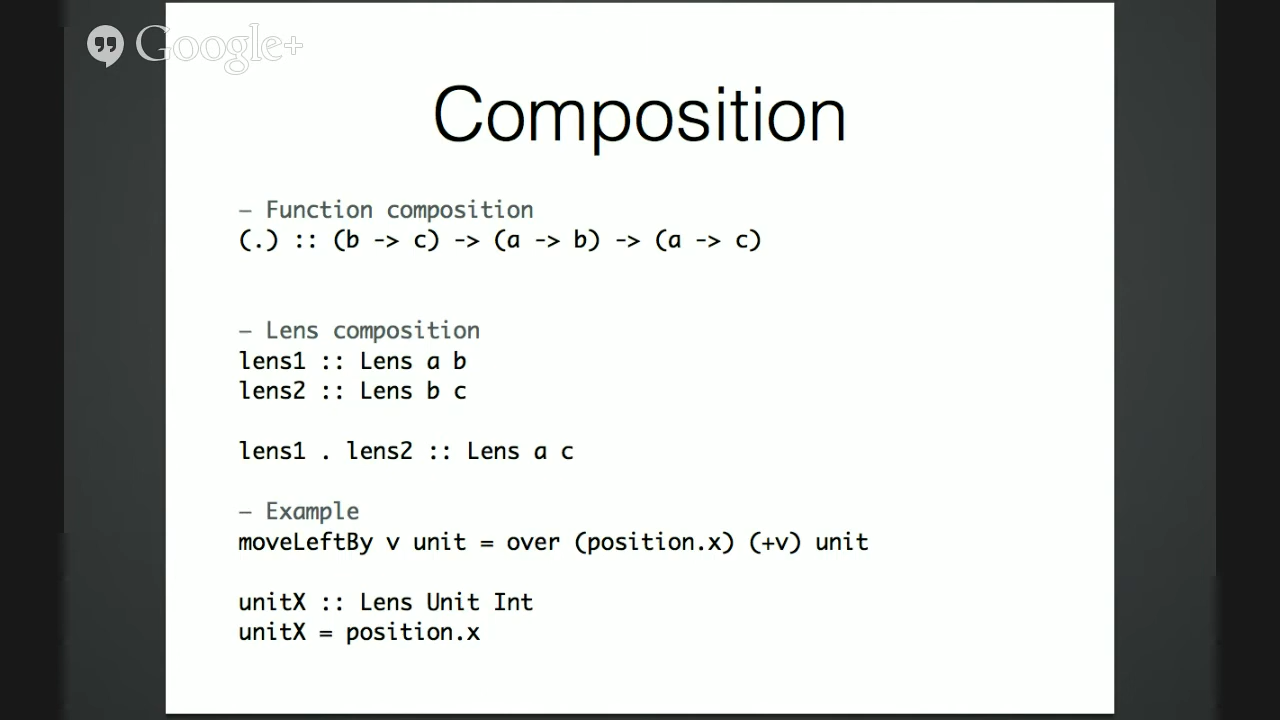 Google+
Composition
– Function composition
(.) :: (b -> c) -> (a -> b) -> (a -> c)
– Lens composition
lens1 :: Lens a b
lens2 :: Lens b c
lens1 . lens2 :: Lens a c
– Example
moveLeftBy v unit = over (position.x) (+v) unit
unitX :: Lens Unit Int
unitX = position.x